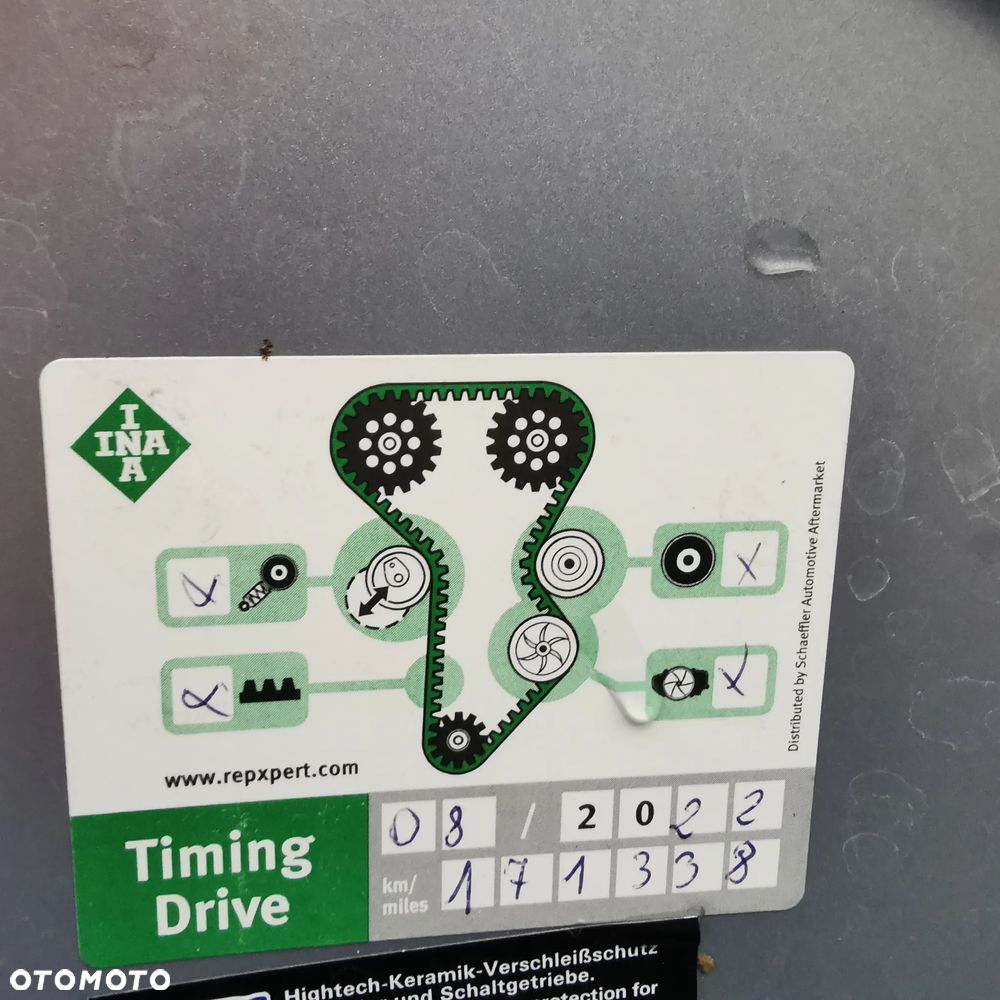 INA
INA
Distributed by Schaeffler Automotive Aftermarket
X
X
X
X
www.repxpert.com
Timing
Drive
08 / 2022
km/
miles
171338
Hightech-Keramik-Verschleißschutz
und Schaltgetriebe.
protection for
OTOMOTO